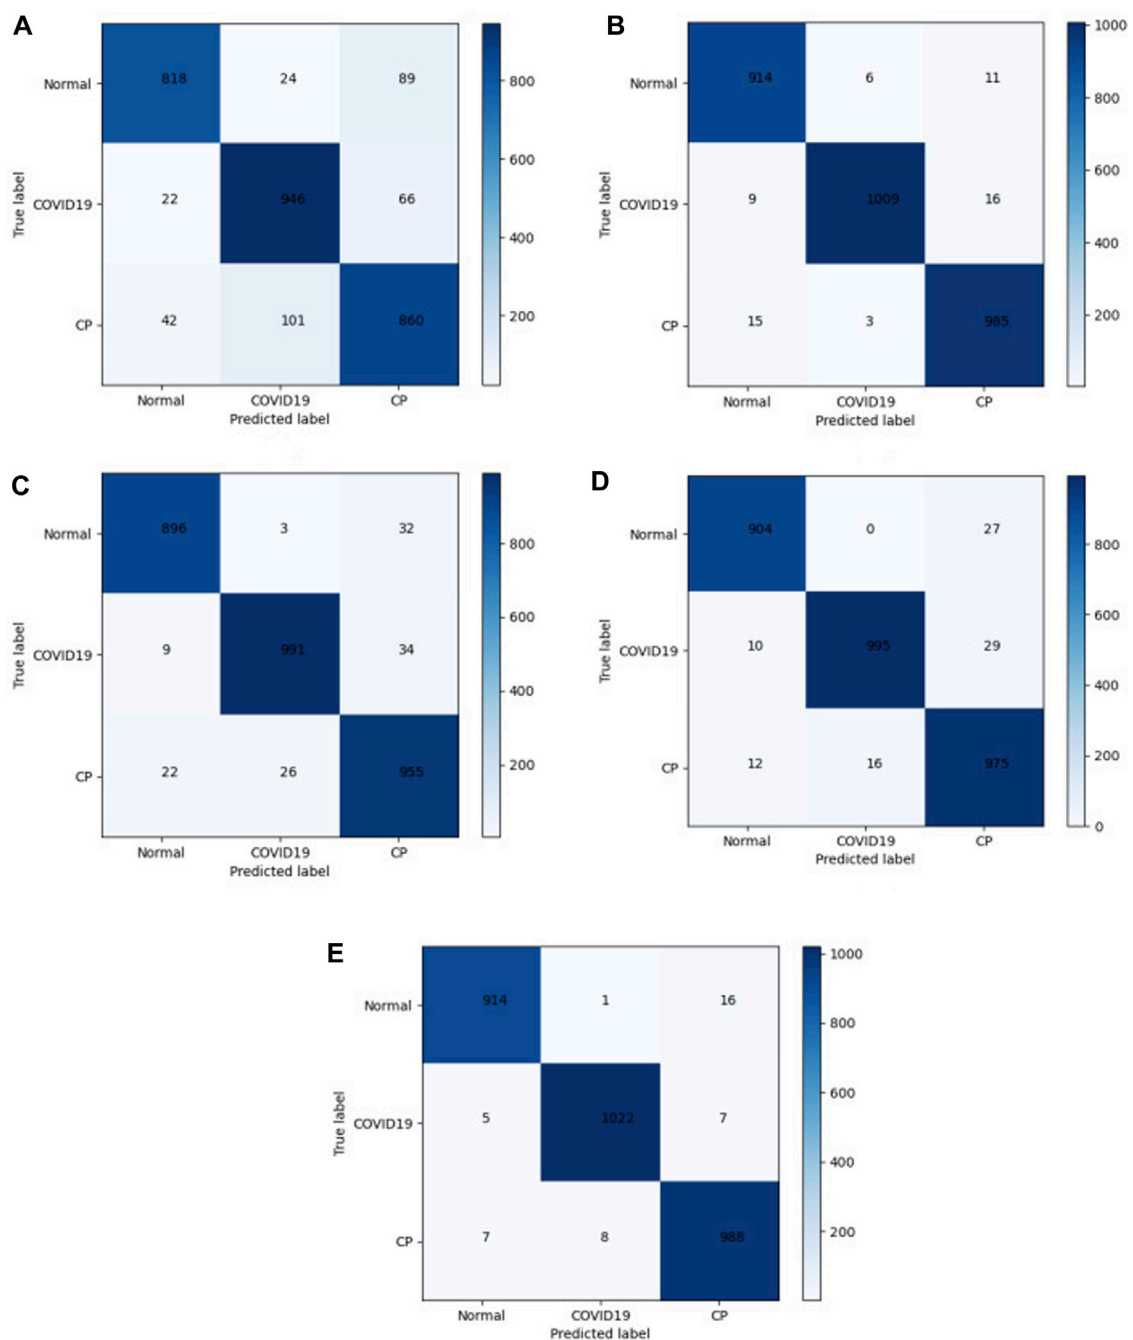 A
Normal
818 24 89
COVID19
22 946 66
CP
42 101 860
Normal COVID19 CP
Predicted label
True label
800
600
400
200
B
Normal
914 6 11
COVID19
9 1009 16
CP
15 3 985
Normal COVID19 CP
Predicted label
True label
1000
800
600
400
200
C
Normal
896 3 32
COVID19
9 991 34
CP
22 26 955
Normal COVID19 CP
Predicted label
True label
800
600
400
200
D
Normal
904 0 27
COVID19
10 995 29
CP
12 16 975
Normal COVID19 CP
Predicted label
True label
800
600
400
200
0
E
Normal
914 1 16
COVID19
5 1022 7
CP
7 8 988
Normal COVID19 CP
Predicted label
True label
1000
800
600
400
200